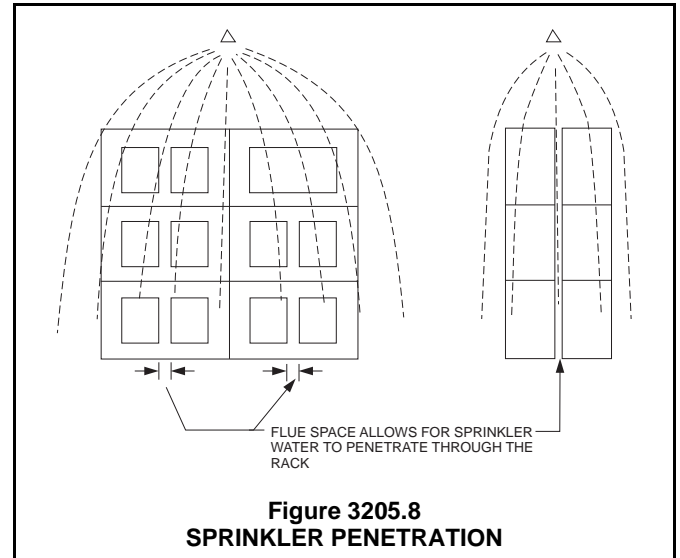 FLUE SPACE ALLOWS FOR SPRINKLER
WATER TO PENETRATE THROUGH THE
RACK
Figure 3205.8
SPRINKLER PENETRATION